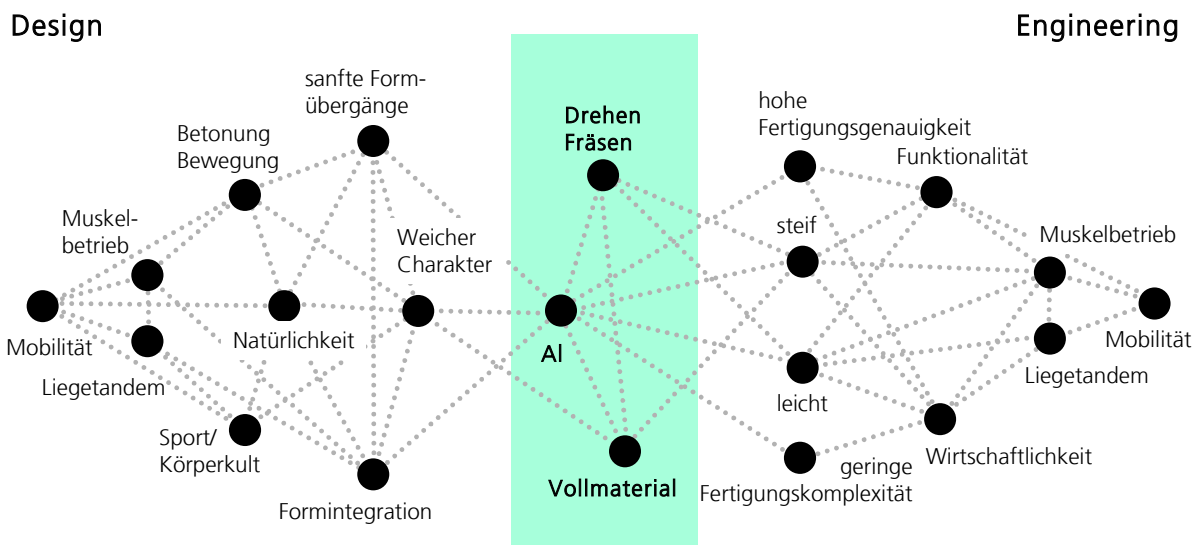 Design
Engineering
sanfte Form-
übergänge
Betonung
Bewegung
Muskel-
betrieb
Weicher
Charakter
Mobilität
Natürlichkeit
Liegetandem
Sport/
Körperkult
Formintegration
Drehen
Fräsen
Al
Vollmaterial
hohe
Fertigungsgenauigkeit
Funktionalität
steif
Muskelbetrieb
Mobilität
Liegetandem
leicht
Wirtschaftlichkeit
geringe
Fertigungskomplexität